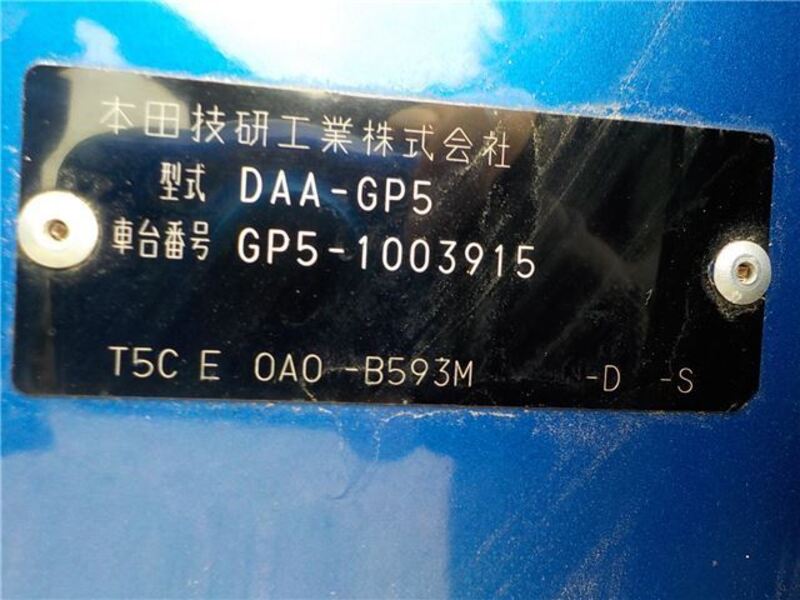 本田技研工業株式会社
型式 DAA-GP5
車台番号 GP5-1003915
T5C E 0A0 -B593M -D -S